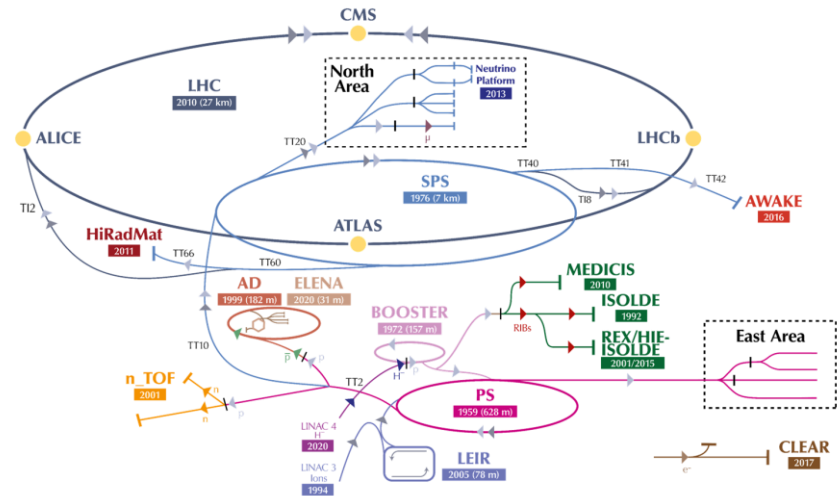 CMS
LHC
2010 (27 km)
North
Area
Neutrino
Platform
2013
μ
ALICE
LHCb
TT20
TT40
TT41
TT42
SPS
1976 (7 km)
TI8
AWAKE
2016
TI2
HiRadMat
2011
ATLAS
TT66
TT60
AD
1999 (182 m)
ELENA
2020 (31 m)
BOOSTER
1972 (157 m)
MEDICIS
2010
ISOLDE
1992
RIBs
REX/HIE-
ISOLDE
2001/2015
East Area
TT10
p̅
p
H⁻
p
n_TOF
2001
n
n
p
TT2
PS
1959 (628 m)
LINAC 4
H⁻
2020
LINAC 3
Ions
1994
LEIR
2005 (78 m)
CLEAR
2017
e⁻